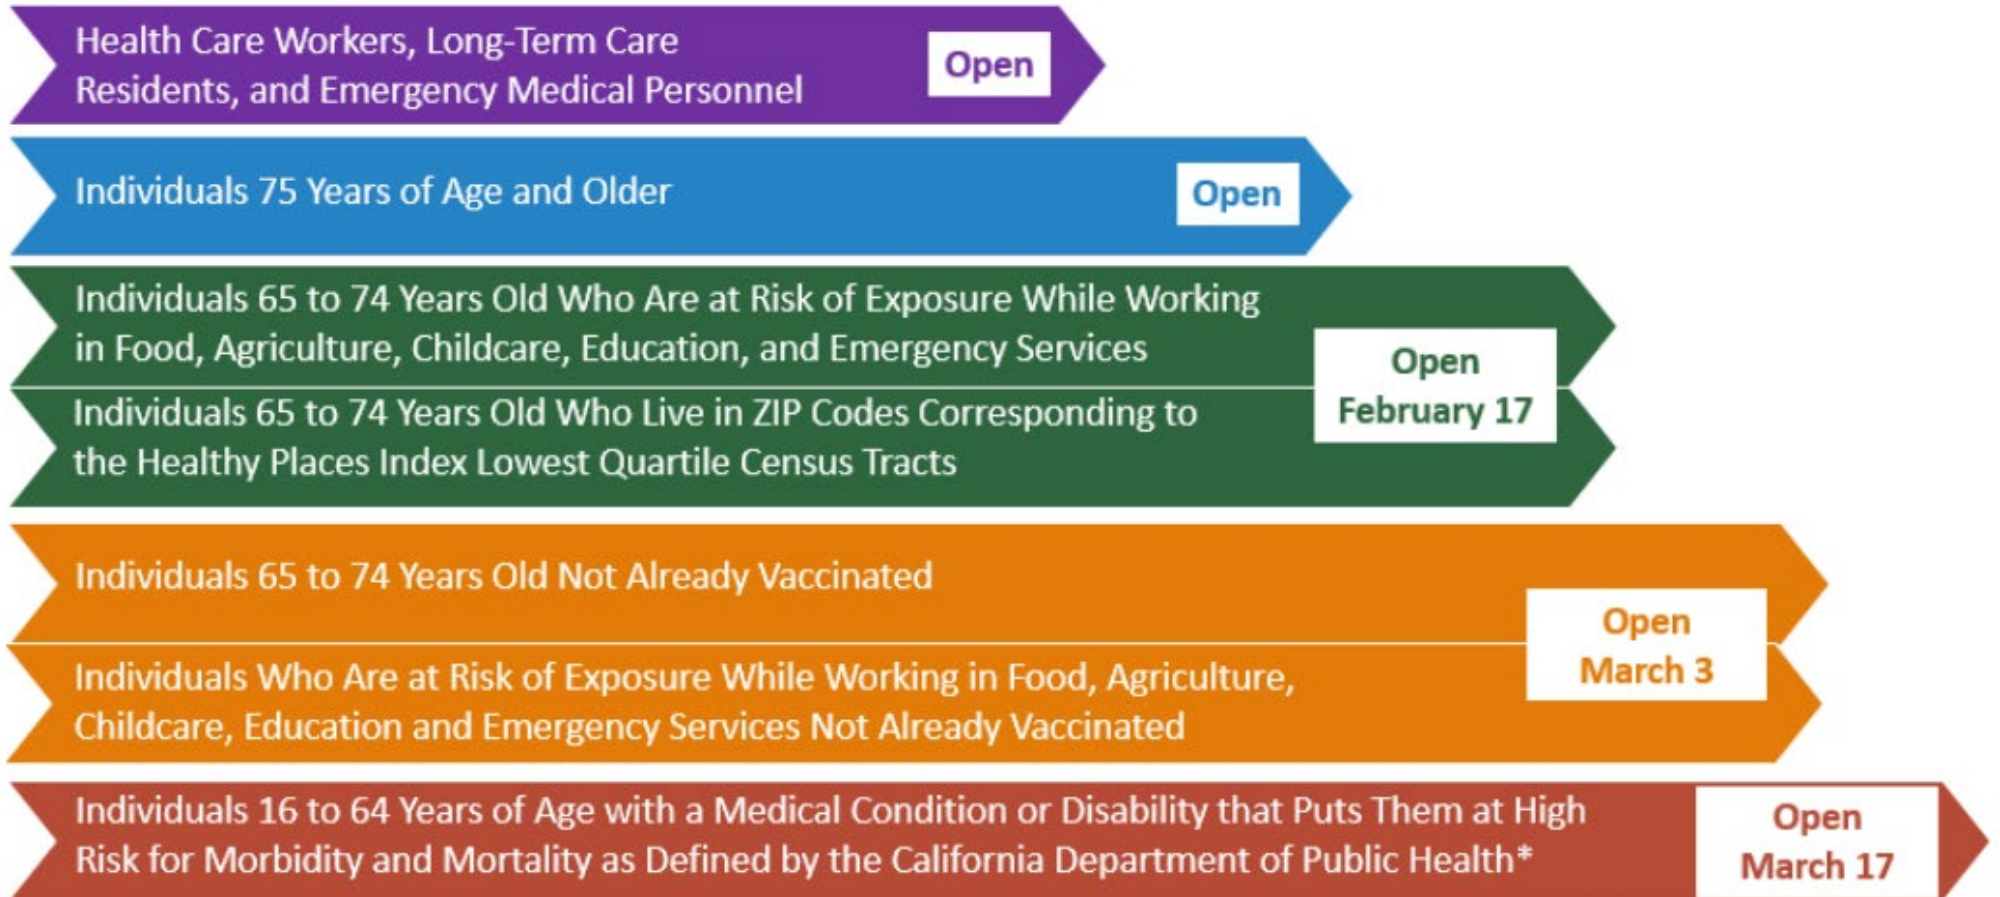 Health Care Workers, Long-Term Care
Residents, and Emergency Medical Personnel
Open
Individuals 75 Years of Age and Older
Open
Individuals 65 to 74 Years Old Who Are at Risk of Exposure While Working
in Food, Agriculture, Childcare, Education, and Emergency Services
Individuals 65 to 74 Years Old Who Live in ZIP Codes Corresponding to
the Healthy Places Index Lowest Quartile Census Tracts
Open
February 17
Individuals 65 to 74 Years Old Not Already Vaccinated
Individuals Who Are at Risk of Exposure While Working in Food, Agriculture,
Childcare, Education and Emergency Services Not Already Vaccinated
Open
March 3
Individuals 16 to 64 Years of Age with a Medical Condition or Disability that Puts Them at High
Risk for Morbidity and Mortality as Defined by the California Department of Public Health*
Open
March 17